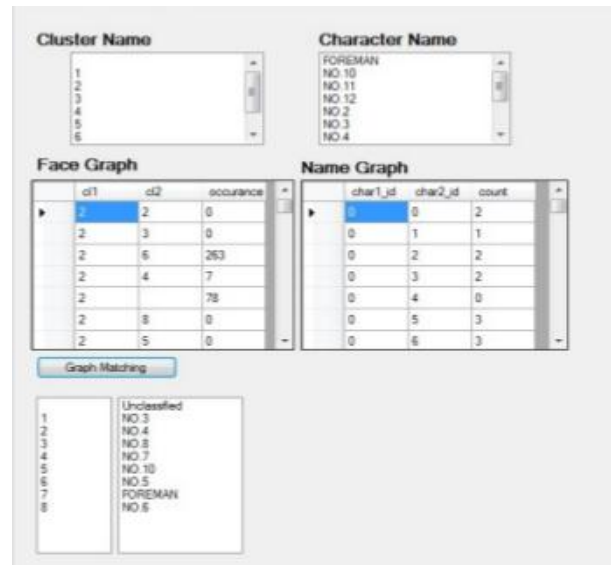 Cluster Name
1
2
3
4
5
6
Character Name
FOREMAN
NO.10
NO.11
NO.12
NO.2
NO.3
NO.4
Face Graph
cl1 cl2 occurance
2 2 0
2 3 0
2 6 263
2 4 7
2 78
2 8 0
2 5 0
Name Graph
char1_id char2_id count
0 0 2
0 1 1
0 2 2
0 3 2
0 4 0
0 5 3
0 6 3
Graph Matching
1
2
3
4
5
6
7
8
Unclassified
NO.3
NO.4
NO.8
NO.7
NO.10
NO.5
FOREMAN
NO.6